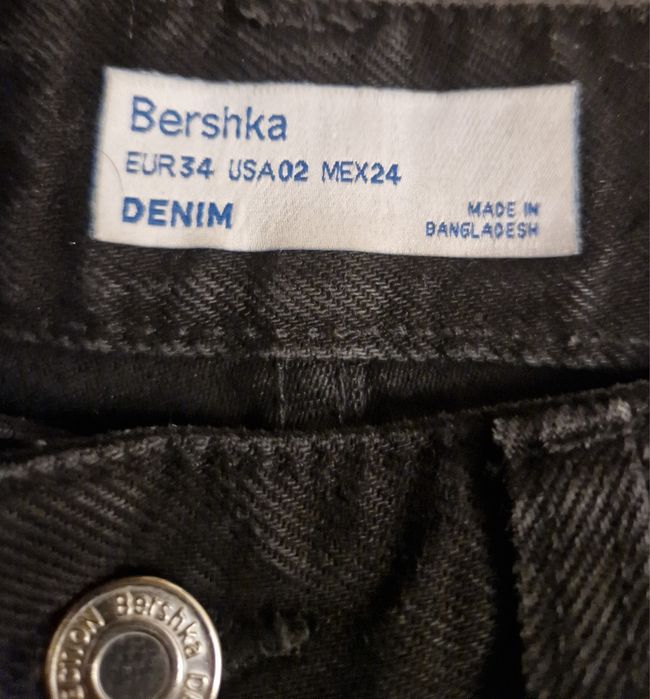 Bershka
EUR34 USA02 MEX24
DENIM
MADE IN
BANGLADESH
Bershka